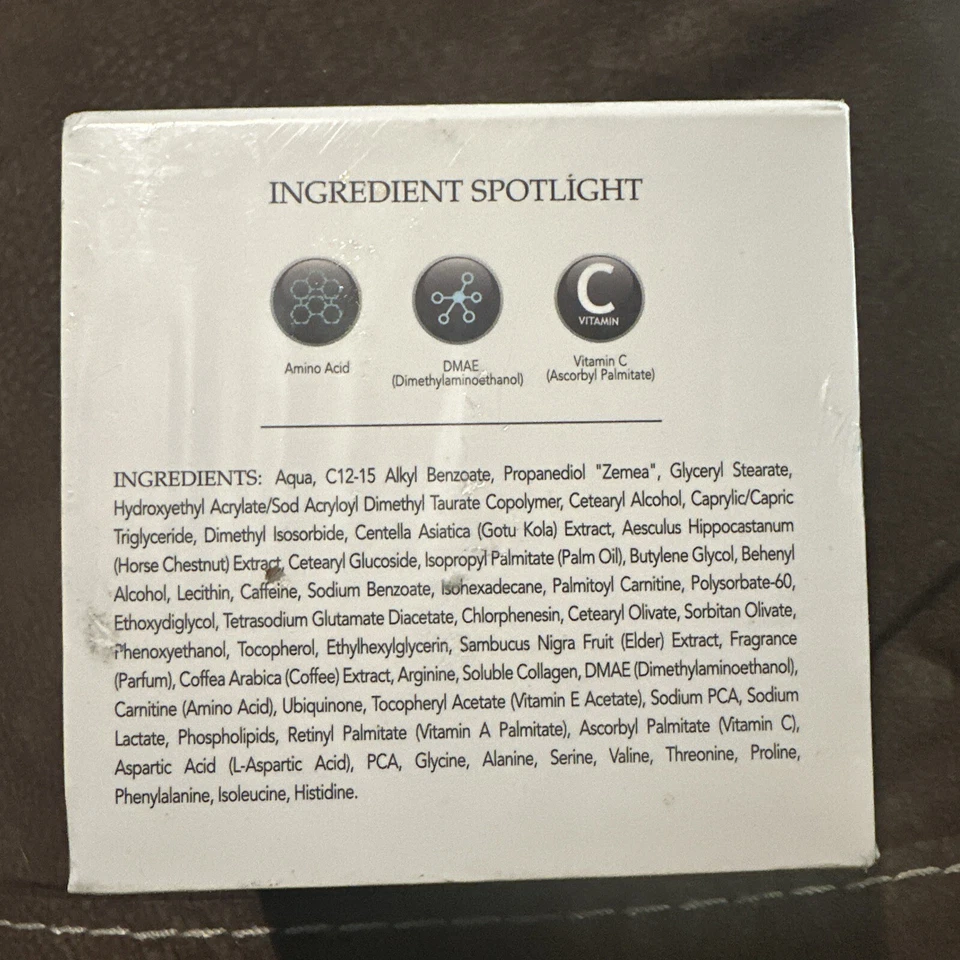 INGREDIENT SPOTLIGHT
Amino Acid
DMAE
(Dimethylaminoethanol)
C
VITAMIN
Vitamin C
(Ascorbyl Palmitate)
INGREDIENTS: Aqua, C12-15 Alkyl Benzoate, Propanediol "Zemea", Glyceryl Stearate,
Hydroxyethyl Acrylate/Sod Acryloyl Dimethyl Taurate Copolymer, Cetearyl Alcohol, Caprylic/Capric
Triglyceride, Dimethyl Isosorbide, Centella Asiatica (Gotu Kola) Extract, Aesculus Hippocastanum
(Horse Chestnut) Extract, Cetearyl Glucoside, Isopropyl Palmitate (Palm Oil), Butylene Glycol, Behenyl
Alcohol, Lecithin, Caffeine, Sodium Benzoate, Isohexadecane, Palmitoyl Carnitine, Polysorbate-60,
Ethoxydiglycol, Tetrasodium Glutamate Diacetate, Chlorphenesin, Cetearyl Olivate, Sorbitan Olivate,
Phenoxyethanol, Tocopherol, Ethylhexylglycerin, Sambucus Nigra Fruit (Elder) Extract, Fragrance
(Parfum), Coffea Arabica (Coffee) Extract, Arginine, Soluble Collagen, DMAE (Dimethylaminoethanol),
Carnitine (Amino Acid), Ubiquinone, Tocopheryl Acetate (Vitamin E Acetate), Sodium PCA, Sodium
Lactate, Phospholipids, Retinyl Palmitate (Vitamin A Palmitate), Ascorbyl Palmitate (Vitamin C),
Aspartic Acid (L-Aspartic Acid), PCA, Glycine, Alanine, Serine, Valine, Threonine, Proline,
Phenylalanine, Isoleucine, Histidine.